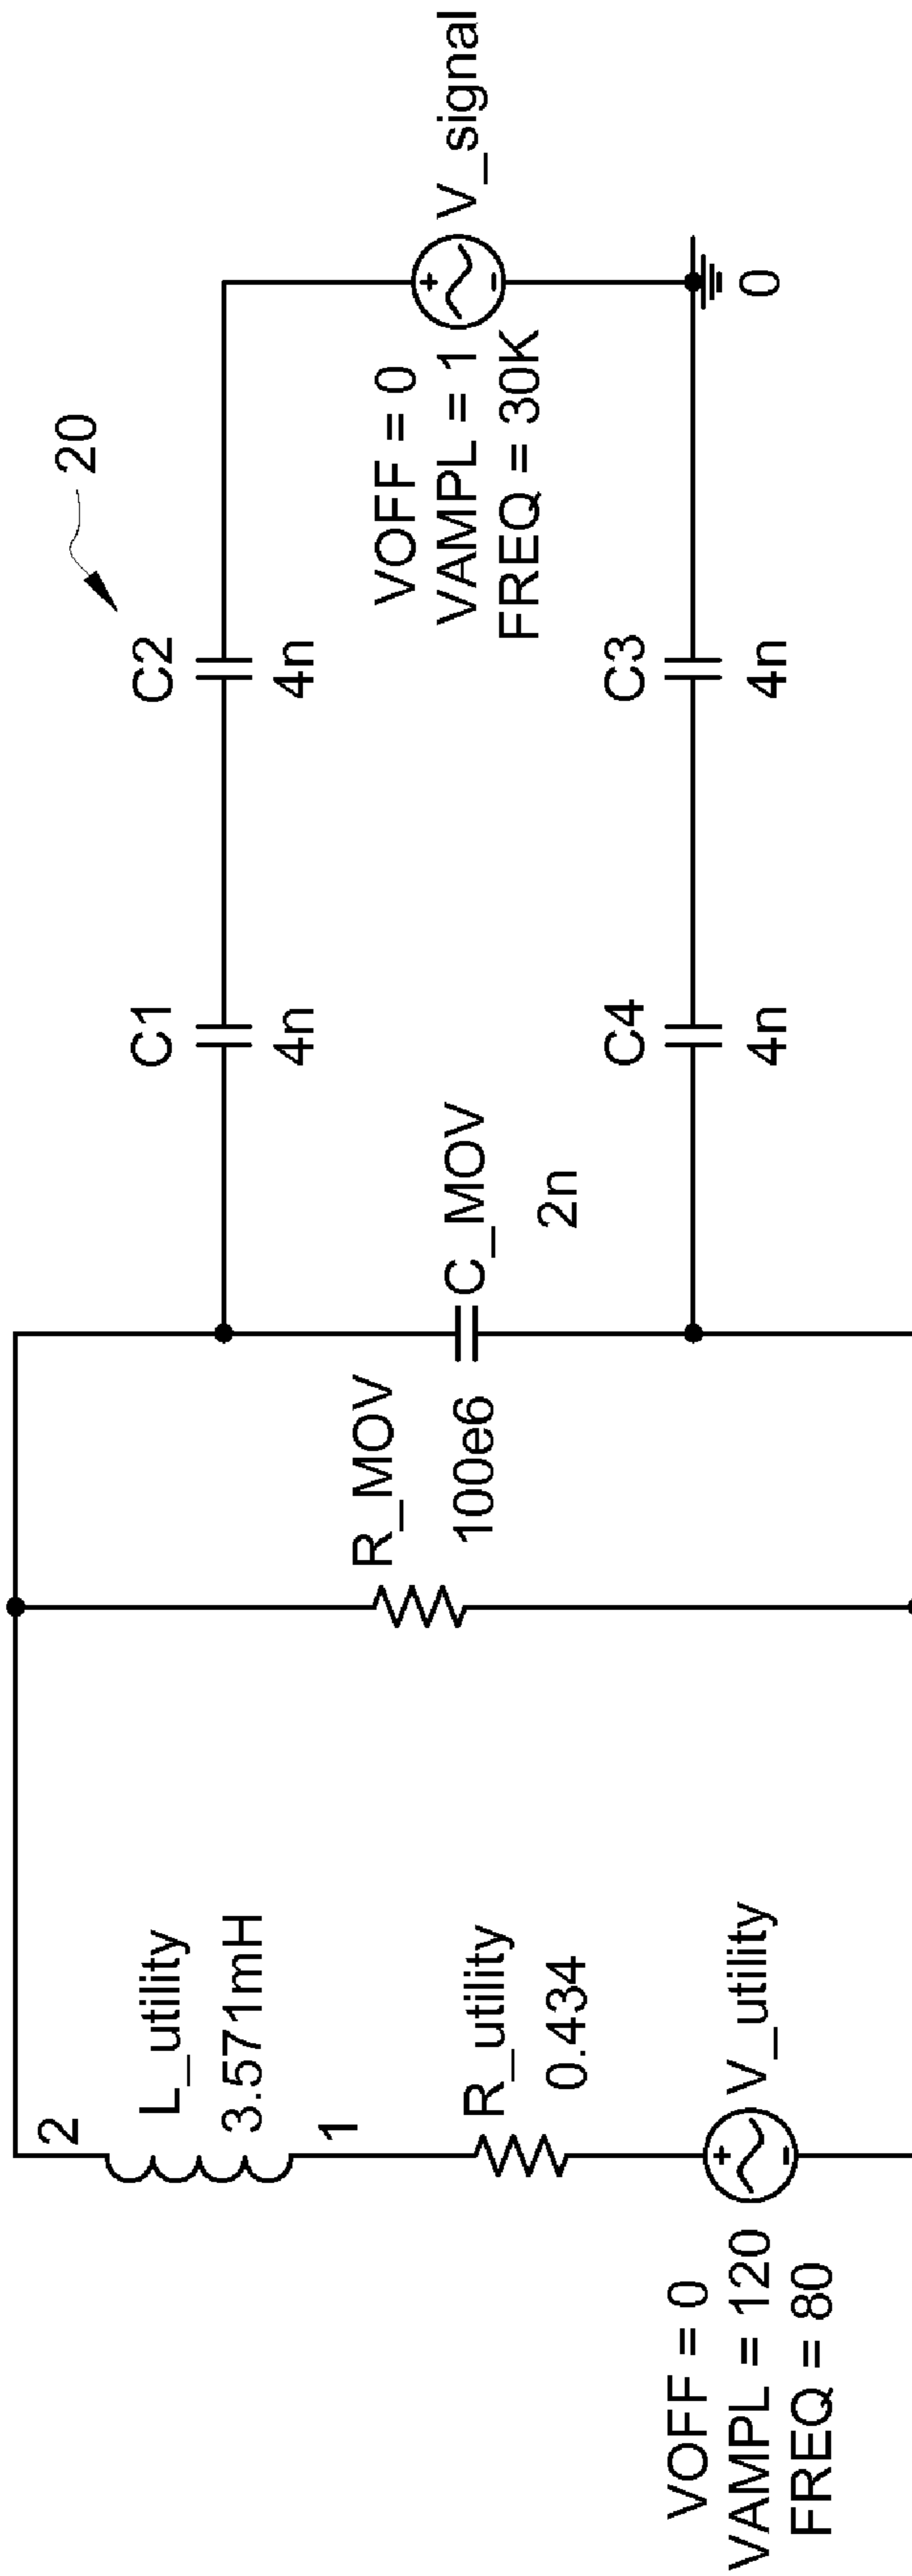 20
L_utility
3.571mH
2
1
R_utility
0.434
VOFF = 0
VAMPL = 120
FREQ = 80
V_utility
R_MOV
100e6
C_MOV
2n
C1
4n
C2
4n
C4
4n
C3
4n
VOFF = 0
VAMPL = 1
FREQ = 30K
V_signal
+
-
+
-
0